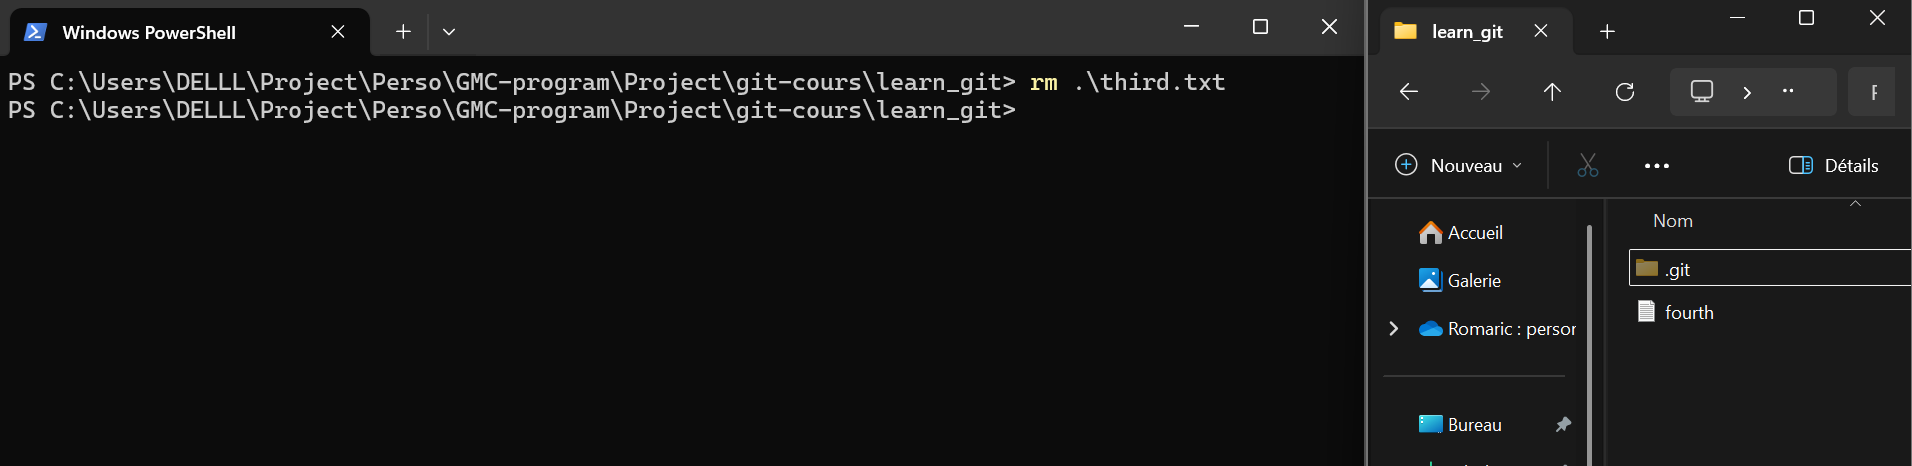 Windows PowerShell
PS C:\Users\DELLL\Project\Perso\GMC-program\Project\git-cours\learn_git> rm .\third.txt
PS C:\Users\DELLL\Project\Perso\GMC-program\Project\git-cours\learn_git>
learn_git
Nouveau
Détails
Nom
Accueil
.git
Galerie
fourth
Romaric : person
Bureau